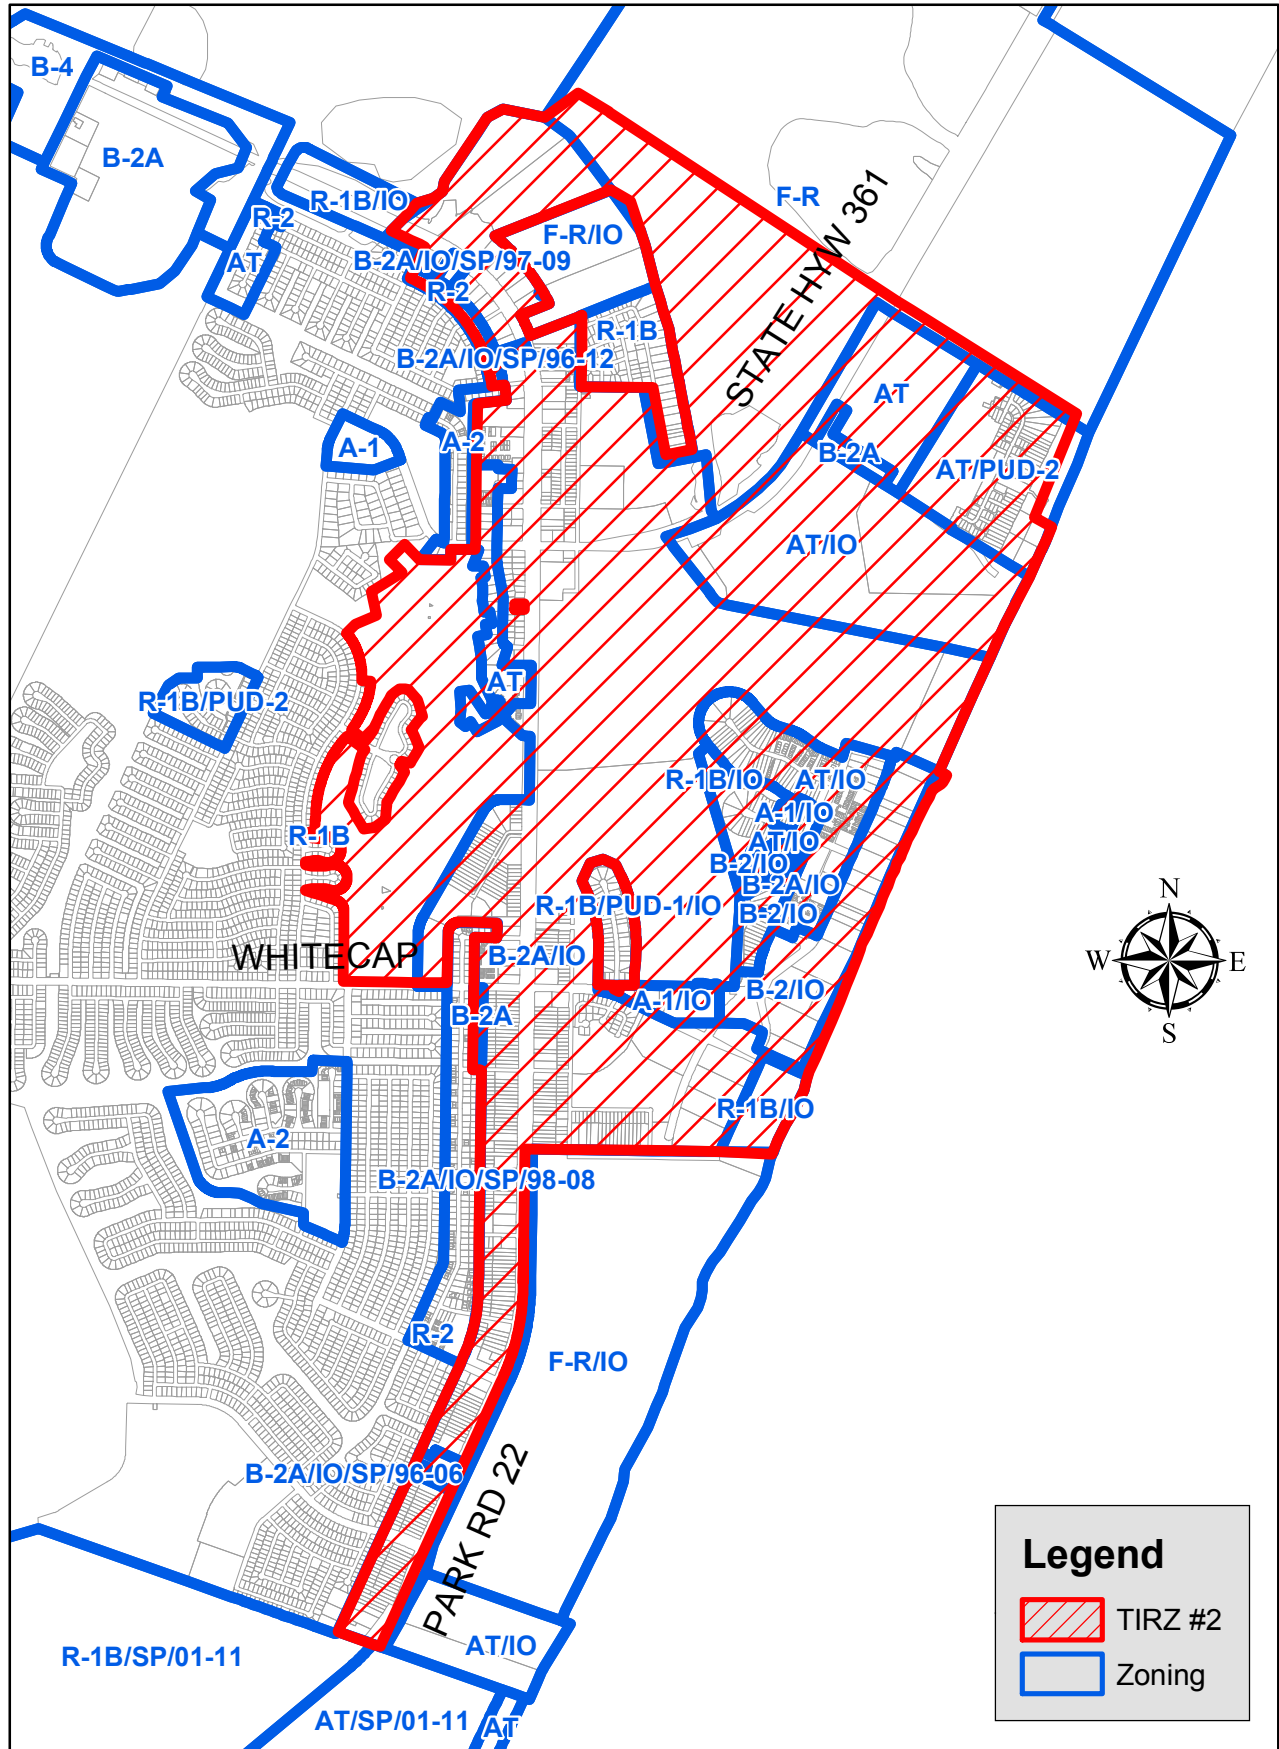 B-4
B-2A
R-1B/IO
F-R
R-2
F-R/IO
AT
B-2A/IO/SP/97-09
R-2
STATE HYW 361
R-1B
B-2A/IO/SP/96-12
AT
A-1
A-2
B-2A
AT/PUD-2
AT/IO
AT
R-1B/PUD-2
R-1B/IO
AT/IO
A-1/IO
R-1B
AT/IO
B-2/IO
B-2A/IO
R-1B/PUD-1/IO
B-2/IO
WHITECAP
B-2A/IO
N
W
E
S
B-2/IO
A-1/IO
B-2A
R-1B/IO
A-2
B-2A/IO/SP/98-08
R-2
F-R/IO
B-2A/IO/SP/96-06
PARK RD 22
AT/IO
R-1B/SP/01-11
AT/SP/01-11
AT
Legend
TIRZ #2
Zoning